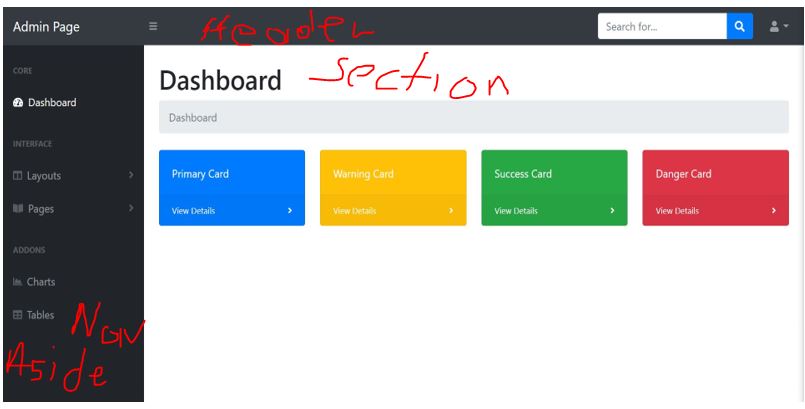 Admin Page
Header
Search for...
CORE
Dashboard
INTERFACE
Layouts
Pages
ADDONS
Charts
Tables
Nav
Aside
Dashboard
Section
Dashboard
Primary Card
View Details
Warning Card
View Details
Success Card
View Details
Danger Card
View Details